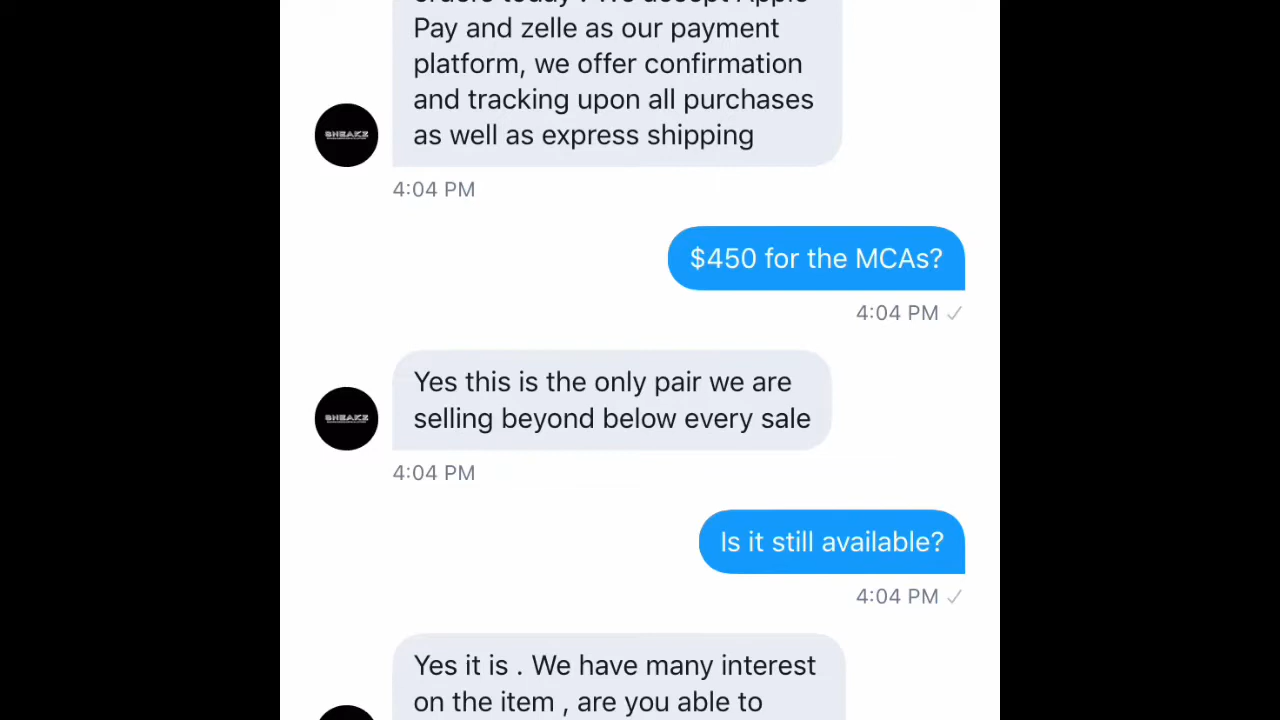 Pay and zelle as our payment
platform, we offer confirmation
and tracking upon all purchases
as well as express shipping
4:04 PM
$450 for the MCAs?
4:04 PM
Yes this is the only pair we are
selling beyond below every sale
4:04 PM
Is it still available?
4:04 PM
Yes it is . We have many interest
on the item , are you able to